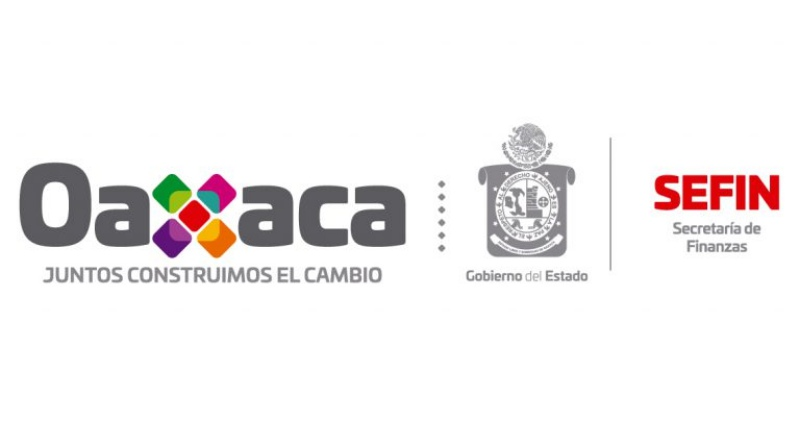 Oaxaca
JUNTOS CONSTRUIMOS EL CAMBIO
Gobierno del Estado
SEFIN
Secretaría de
Finanzas